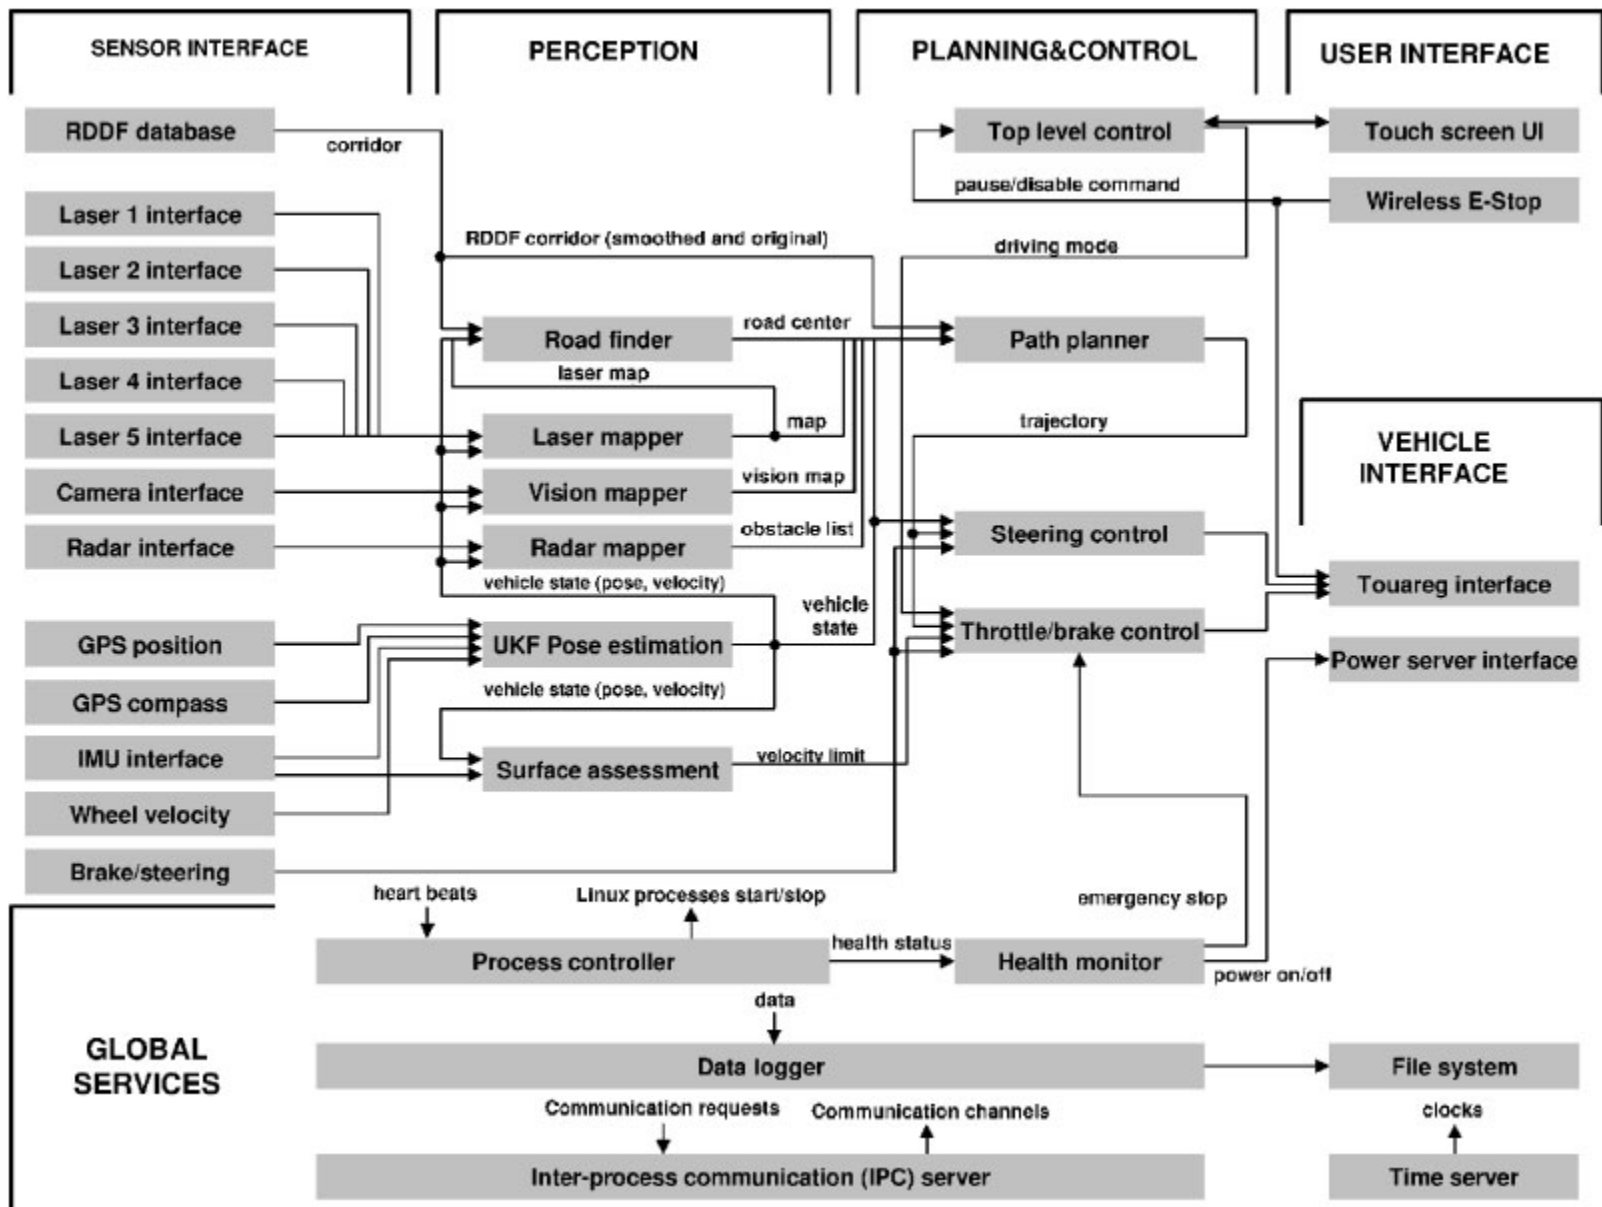 SENSOR INTERFACE
PERCEPTION
PLANNING&CONTROL
USER INTERFACE
RDDF database
corridor
Top level control
Touch screen UI
pause/disable command
Wireless E-Stop
Laser 1 interface
RDDF corridor (smoothed and original)
driving mode
Laser 2 interface
Laser 3 interface
Road finder
road center
Path planner
laser map
Laser 4 interface
Laser 5 interface
Laser mapper
map
trajectory
VEHICLE
INTERFACE
Camera interface
Vision mapper
vision map
obstacle list
Radar interface
Radar mapper
Steering control
vehicle state (pose, velocity)
Touareg interface
vehicle
state
GPS position
UKF Pose estimation
Throttle/brake control
Power server interface
vehicle state (pose, velocity)
GPS compass
IMU interface
Surface assessment
velocity limit
Wheel velocity
Brake/steering
heart beats
Linux processes start/stop
emergency stop
Process controller
health status
Health monitor
power on/off
data
GLOBAL
SERVICES
Data logger
File system
Communication requests
Communication channels
clocks
Inter-process communication (IPC) server
Time server